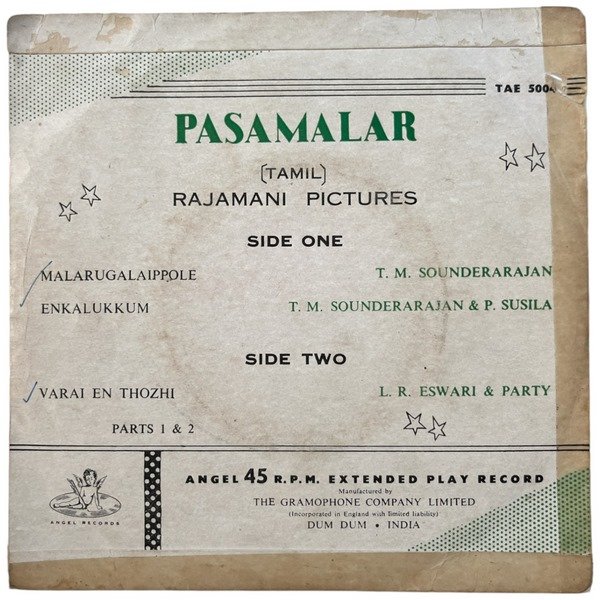 TAE 5004
PASAMALAR
(TAMIL)
RAJAMANI PICTURES
SIDE ONE
MALARUGALAIPPOLE T. M. SOUNDERARAJAN
ENKALUKKUM T. M. SOUNDERARAJAN & P. SUSILA
SIDE TWO
VARAI EN THOZHI L. R. ESWARI & PARTY
PARTS 1 & 2
ANGEL 45 R.P.M. EXTENDED PLAY RECORD
Manufactured by
THE GRAMOPHONE COMPANY LIMITED
(Incorporated in England with limited liability)
DUM DUM • INDIA
ANGEL RECORDS